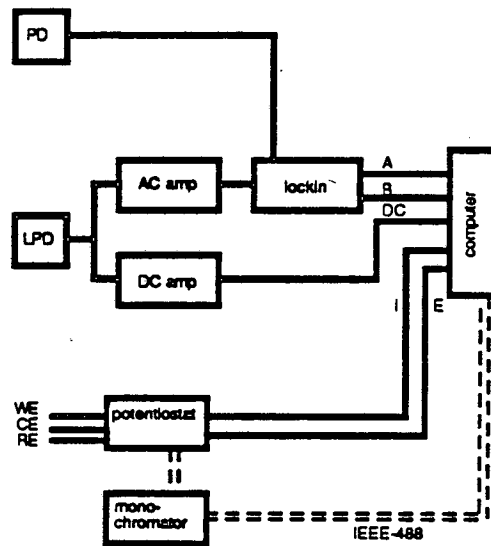 PD
AC amp
lockin
A
B
DC
computer
LPD
DC amp
I
E
WE
CE
RE
potentiostat
mono-
chromator
IEEE-488